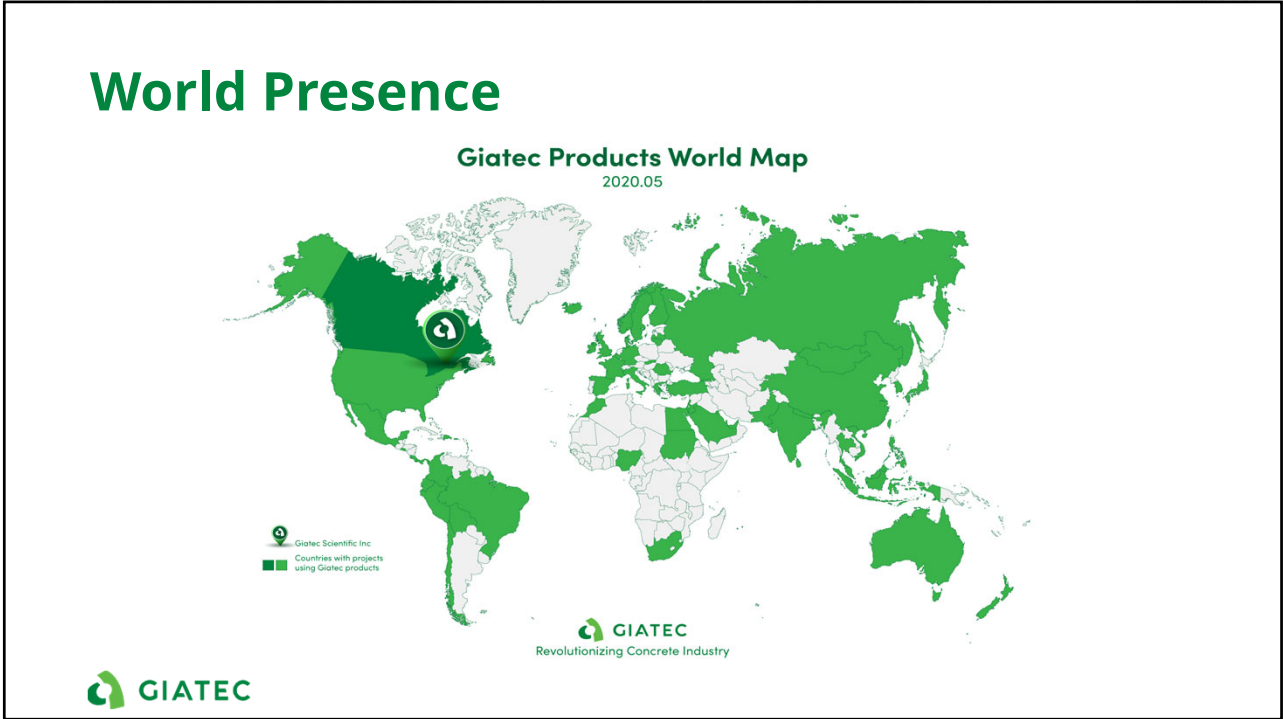 World Presence
Giatec Products World Map
2020.05
Giatec Scientific Inc
Countries with projects
using Giatec products
GIATEC
Revolutionizing Concrete Industry
GIATEC